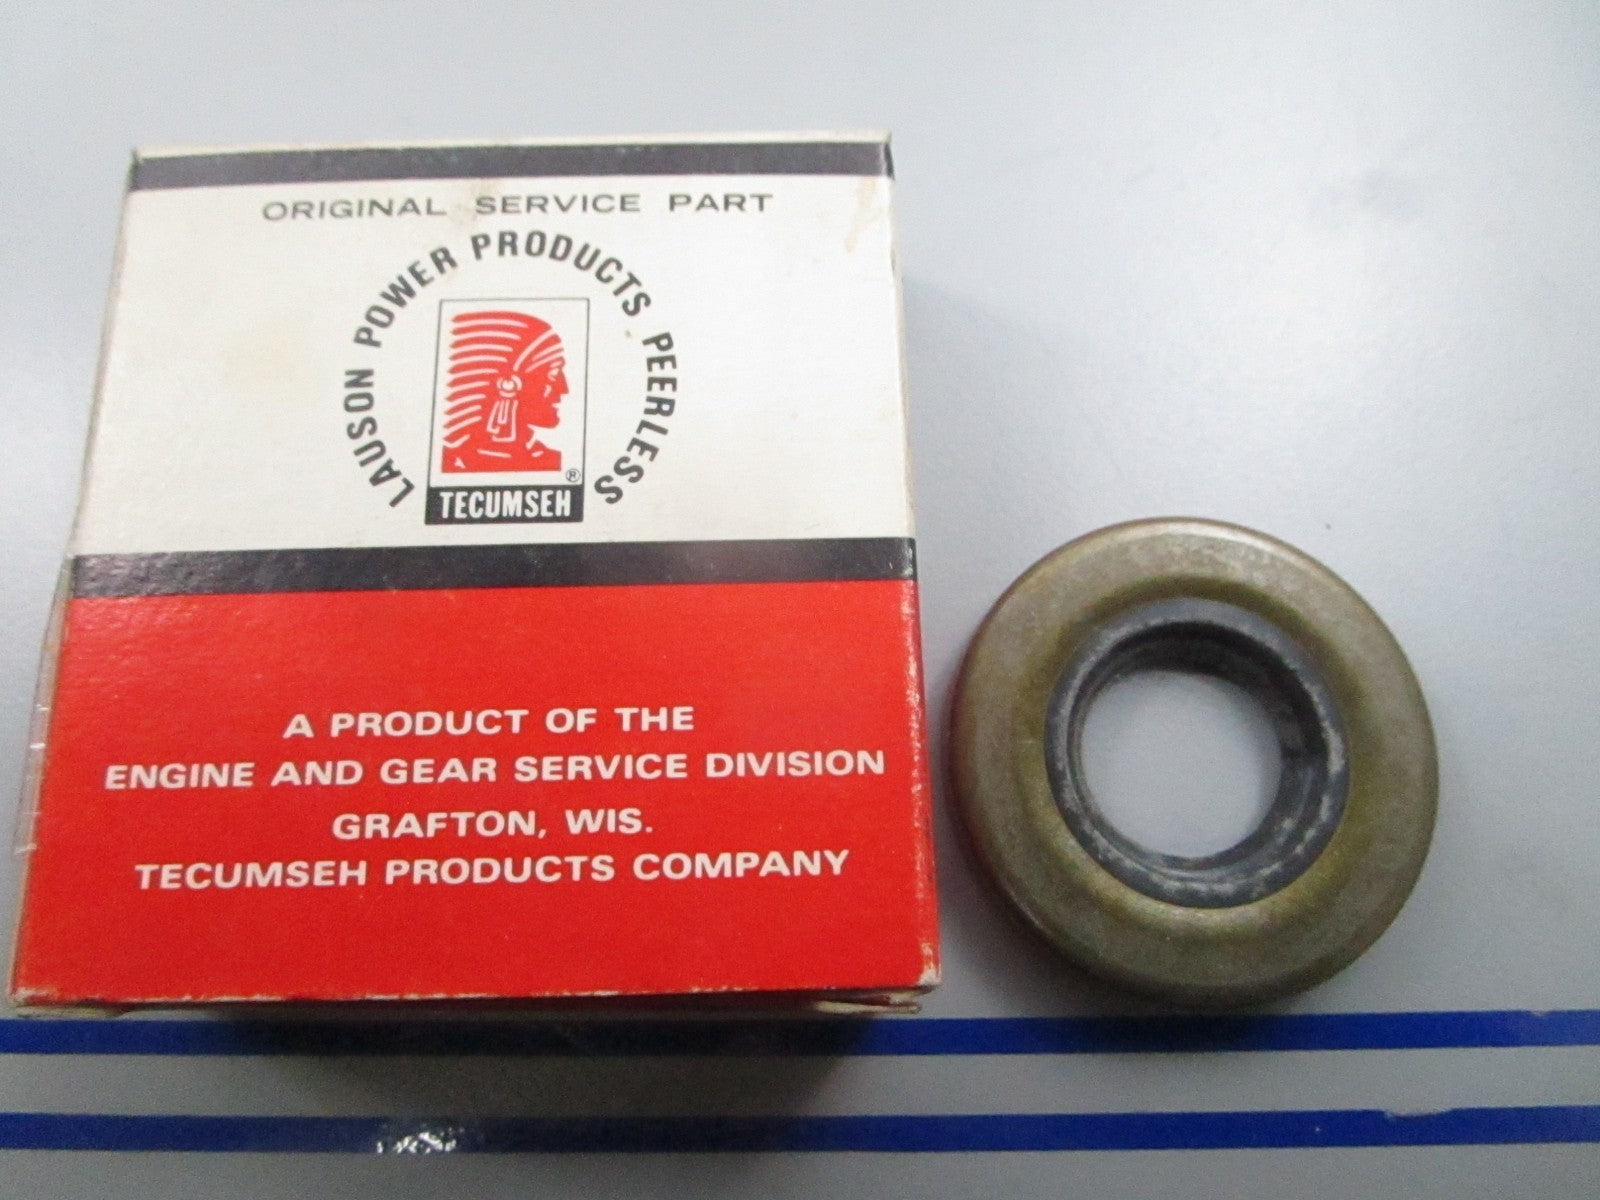 ORIGINAL SERVICE PART
LAUSON POWER PRODUCTS PEERLESS
®
TECUMSEH
A PRODUCT OF THE
ENGINE AND GEAR SERVICE DIVISION
GRAFTON, WIS.
TECUMSEH PRODUCTS COMPANY